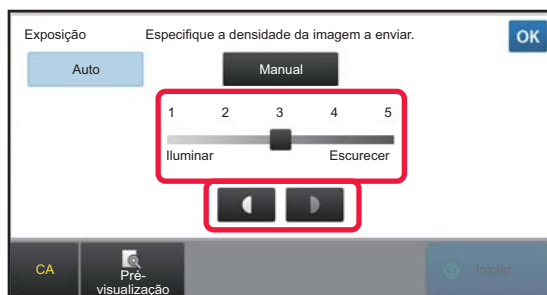 Exposição Especifique a densidade da imagem a enviar. OK
Auto Manual
1 2 3 4 5
Iluminar Escurecer
CA Pré-
visualização Iniciar